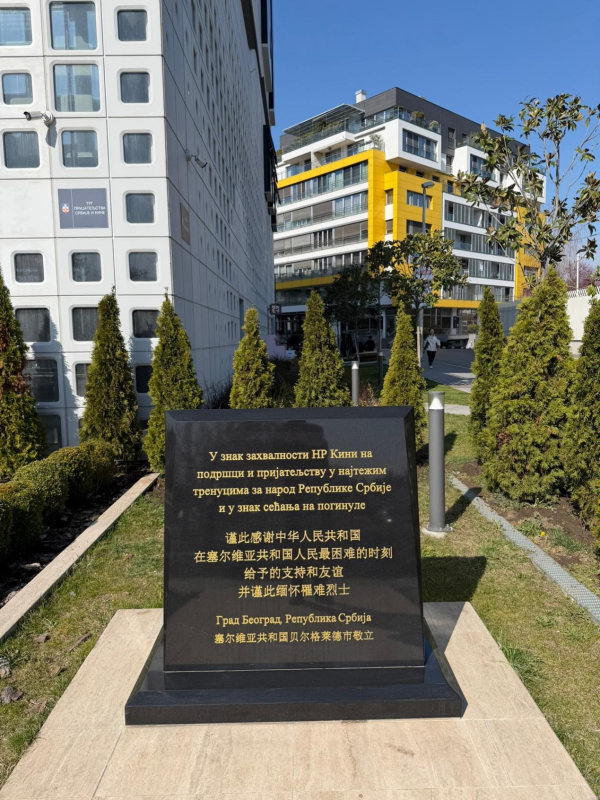 ТРГ
ПРИЈАТЕЉСТВА
СРБИЈЕ И КИНЕ
У знак захвалности НР Кини на
подршци и пријатељству у најтежим
тренуцима за народ Републике Србије
и у знак сећања на погинуле
谨此感谢中华人民共和国
在塞尔维亚共和国人民最困难的时刻
给予的支持和友谊
并谨此缅怀罹难烈士
Град Београд, Република Србија
塞尔维亚共和国贝尔格莱德市敬立